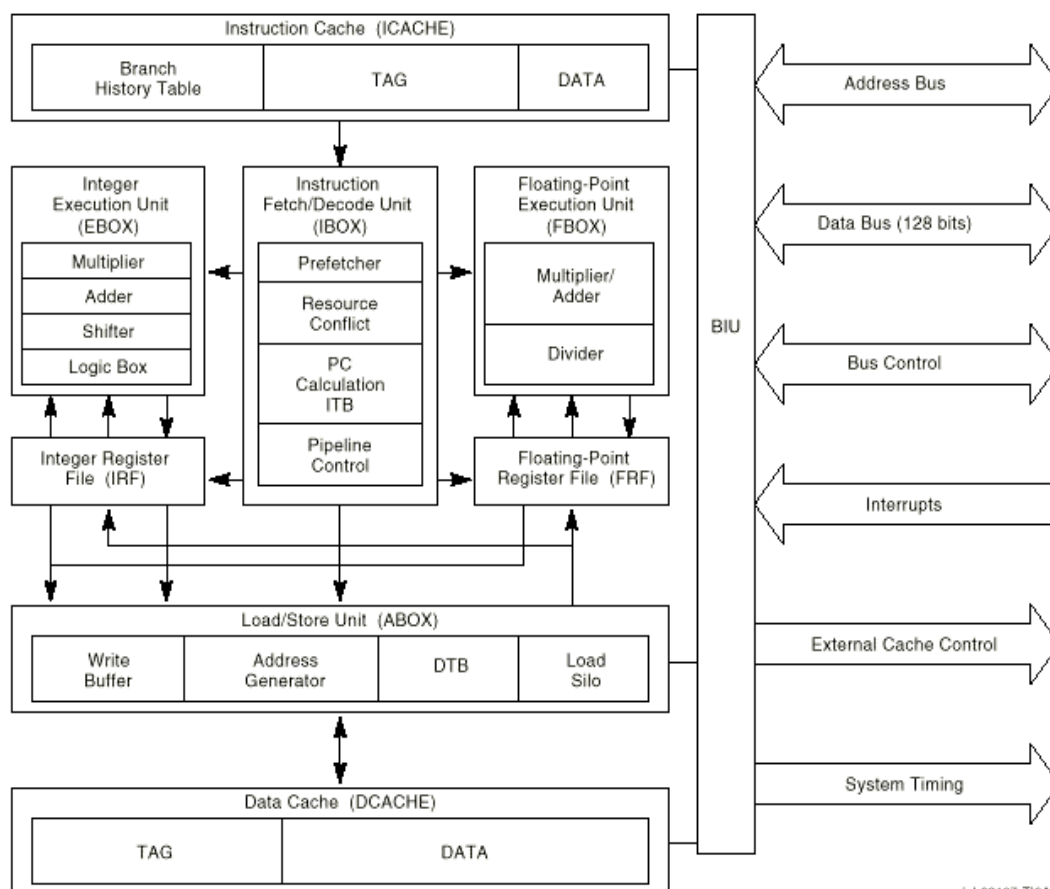 Instruction Cache (ICACHE)
Branch
History Table
TAG
DATA
Integer
Execution Unit
(EBOX)
Multiplier
Adder
Shifter
Logic Box
Instruction
Fetch/Decode Unit
(IBOX)
Prefetcher
Resource
Conflict
PC
Calculation
ITB
Pipeline
Control
Floating-Point
Execution Unit
(FBOX)
Multiplier/
Adder
Divider
Integer Register
File (IRF)
Floating-Point
Register File (FRF)
Load/Store Unit (ABOX)
Write
Buffer
Address
Generator
DTB
Load
Silo
Data Cache (DCACHE)
TAG
DATA
BIU
Address Bus
Data Bus (128 bits)
Bus Control
Interrupts
External Cache Control
System Timing